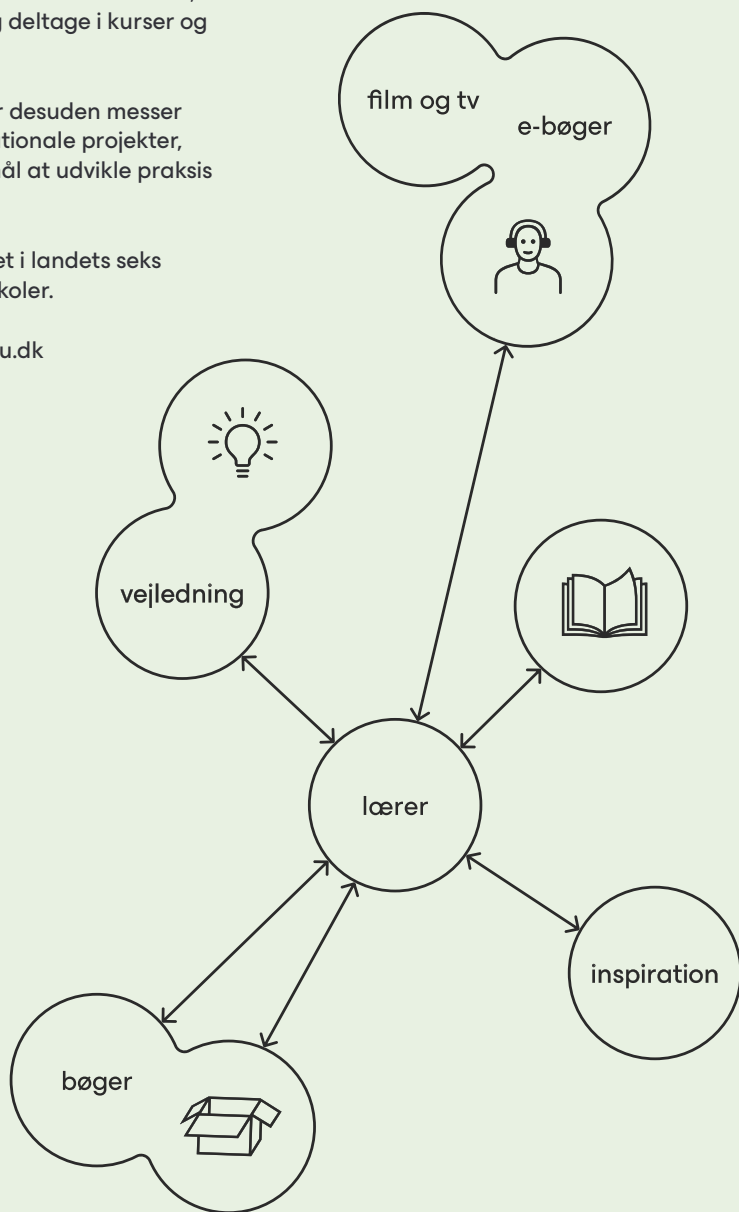 deltage i kurser og
desuden messer
tionale projekter,
ål at udvikle praksis
et i landets seks
koler.
u.dk
film og tv
e-bøger
vejledning
lærer
inspiration
bøger